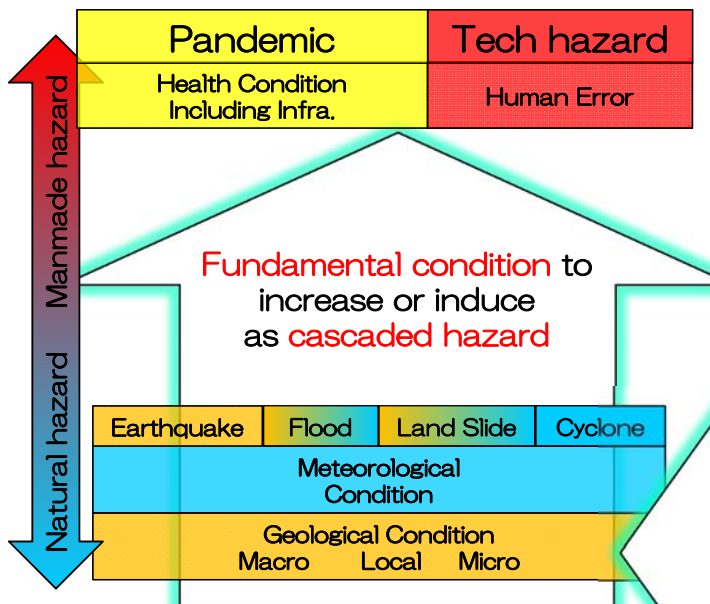 Pandemic
Tech hazard
Health Condition
Including Infra.
Human Error
Manmade hazard
Natural hazard
Fundamental condition to
increase or induce
as cascaded hazard
Earthquake
Flood
Land Slide
Cyclone
Meteorological
Condition
Geological Condition
Macro Local Micro